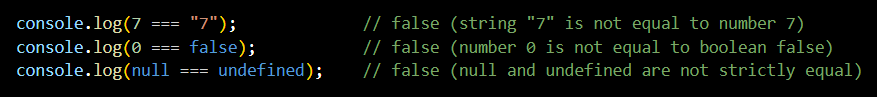 console.log(7 === "7");             // false (string "7" is not equal to number 7)
console.log(0 === false);           // false (number 0 is not equal to boolean false)
console.log(null === undefined);    // false (null and undefined are not strictly equal)